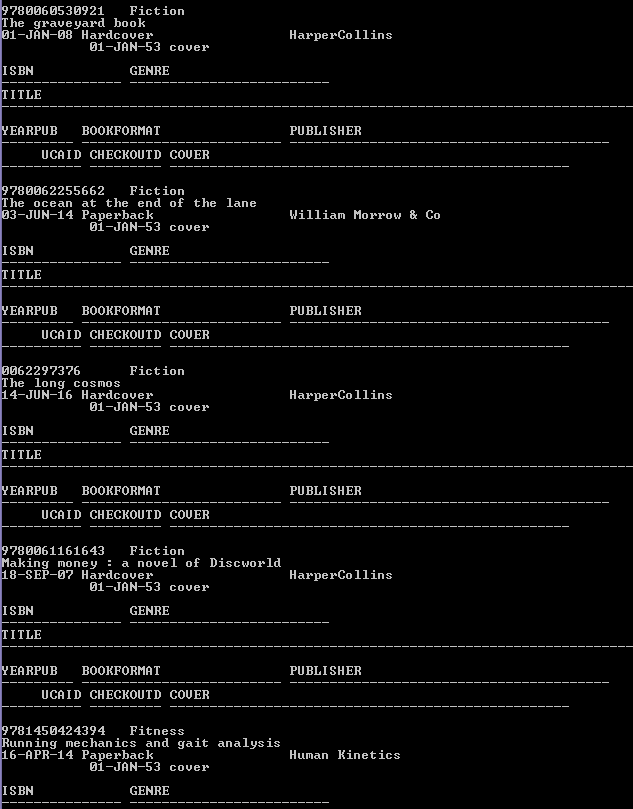 9780060530921   Fiction
The graveyard book
01-JAN-08 Hardcover                 HarperCollins
           01-JAN-53 cover
ISBN            GENRE
--------------- -------------------------
TITLE
--------------------------------------------------------------------------------
YEARPUB   BOOKFORMAT                PUBLISHER
--------- ------------------------- ----------------------------------------
     UCAID CHECKOUTD COVER
---------- --------- --------------------------------------------------
9780062255662   Fiction
The ocean at the end of the lane
03-JUN-14 Paperback                 William Morrow & Co
           01-JAN-53 cover
ISBN            GENRE
--------------- -------------------------
TITLE
--------------------------------------------------------------------------------
YEARPUB   BOOKFORMAT                PUBLISHER
--------- ------------------------- ----------------------------------------
     UCAID CHECKOUTD COVER
---------- --------- --------------------------------------------------
0062297376      Fiction
The long cosmos
14-JUN-16 Hardcover                 HarperCollins
           01-JAN-53 cover
ISBN            GENRE
--------------- -------------------------
TITLE
--------------------------------------------------------------------------------
YEARPUB   BOOKFORMAT                PUBLISHER
--------- ------------------------- ----------------------------------------
     UCAID CHECKOUTD COVER
---------- --------- --------------------------------------------------
9780061161643   Fiction
Making money : a novel of Discworld
18-SEP-07 Hardcover                 HarperCollins
           01-JAN-53 cover
ISBN            GENRE
--------------- -------------------------
TITLE
--------------------------------------------------------------------------------
YEARPUB   BOOKFORMAT                PUBLISHER
--------- ------------------------- ----------------------------------------
     UCAID CHECKOUTD COVER
---------- --------- --------------------------------------------------
9781450424394   Fitness
Running mechanics and gait analysis
16-APR-14 Paperback                 Human Kinetics
           01-JAN-53 cover
ISBN            GENRE
--------------- -------------------------